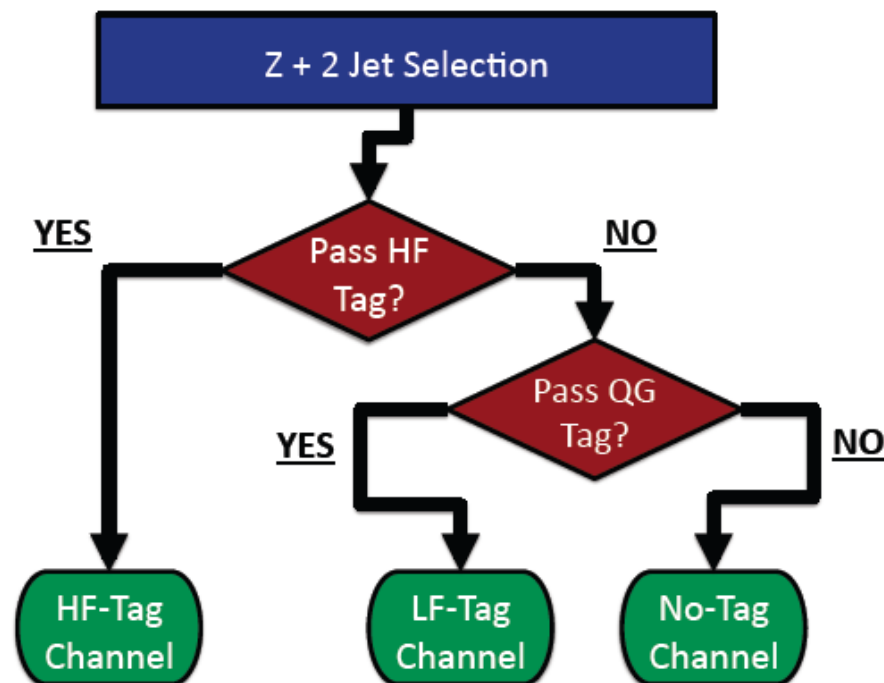 Z + 2 Jet Selection
YES
NO
Pass HF
Tag?
Pass QG
Tag?
YES
NO
HF-Tag
Channel
LF-Tag
Channel
No-Tag
Channel